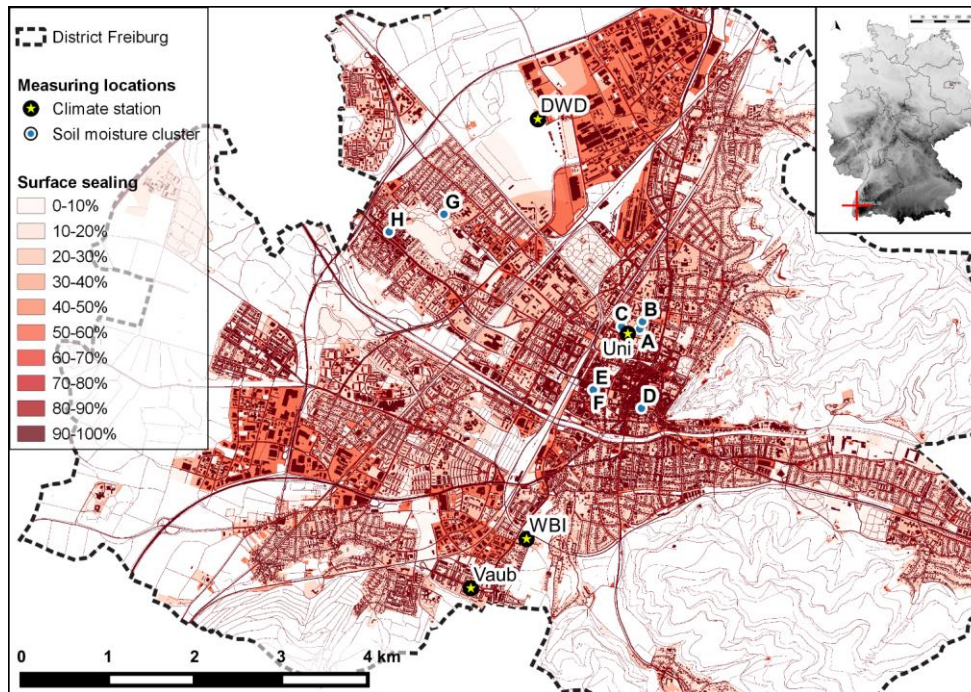 District Freiburg
Measuring locations
Climate station
Soil moisture cluster
Surface sealing
0-10%
10-20%
20-30%
30-40%
40-50%
50-60%
60-70%
70-80%
80-90%
90-100%
DWD
G
H
B
C
A
Uni
E
F
D
WBI
Vaub
0 1 2 3 4 km